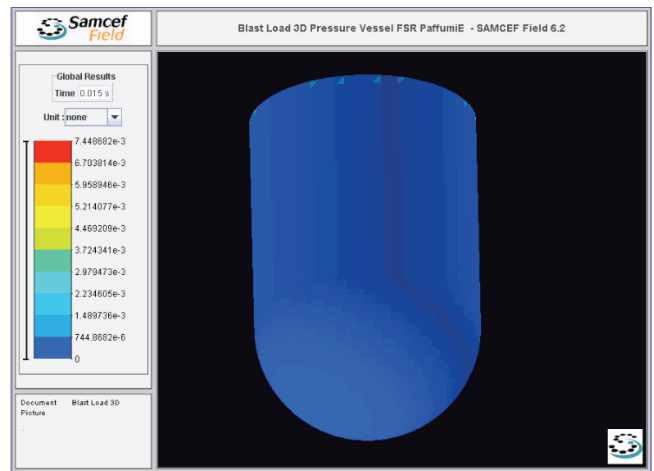 Samcef
Field
Blast Load 3D Pressure Vessel FSR PaffumiE - SAMCEF Field 6.2
Global Results
Time 0.015 s
Unit : none
7.448682e-3
6.703814e-3
5.958946e-3
5.214077e-3
4.469209e-3
3.724341e-3
2.979473e-3
2.234605e-3
1.489736e-3
744.8682e-6
0
Document Blast Load 3D
Picture